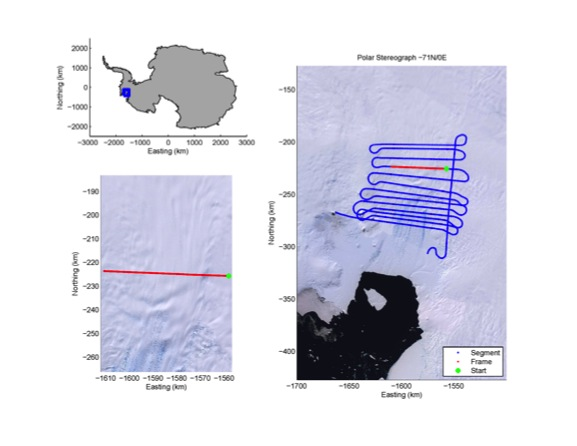 2000
1000
0
−1000
−2000
Northing (km)
−3000 −2000 −1000 0 1000 2000 3000
Easting (km)
−190
−200
−210
−220
−230
−240
−250
−260
Northing (km)
−1610 −1600 −1590 −1580 −1570 −1560
Easting (km)
Polar Stereograph −71N/0E
−150
−200
−250
−300
−350
−400
Northing (km)
−1700 −1650 −1600 −1550
Easting (km)
Segment
Frame
Start